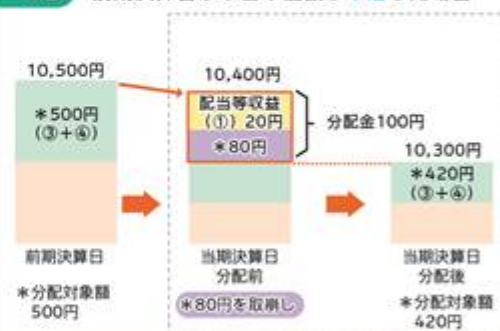 10,500円
*500円
(③+④)
前期決算日
*分配対象額
500円
10,400円
配当等収益
(①) 20円
*80円
分配金100円
当期決算日
分配前
*80円を取崩し
10,300円
*420円
(③+④)
当期決算日
分配後
*分配対象額
420円